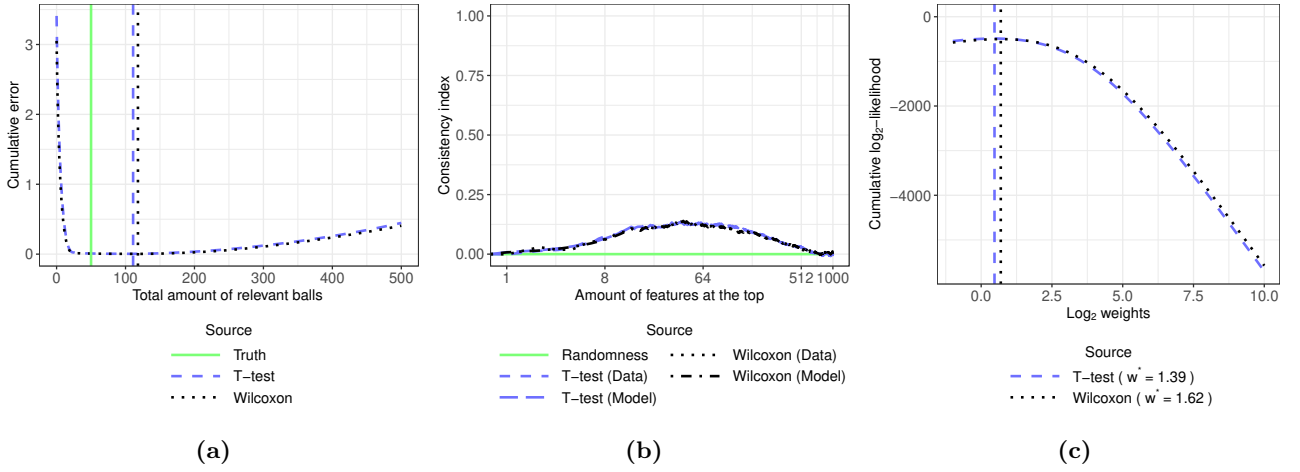 Cumulative error
3
2
1
0
0
100
200
300
400
500
Total amount of relevant balls
Source
Truth
T-test
Wilcoxon
(a)
Consistency index
1.00
0.75
0.50
0.25
0.00
1
8
64
512
1000
Amount of features at the top
Source
Randomness
T-test (Data)
T-test (Model)
Wilcoxon (Data)
Wilcoxon (Model)
(b)
Cumulative log₂−likelihood
0
−2000
−4000
0.0
2.5
5.0
7.5
10.0
Log₂ weights
Source
T-test ( w* = 1.39 )
Wilcoxon ( w* = 1.62 )
(c)